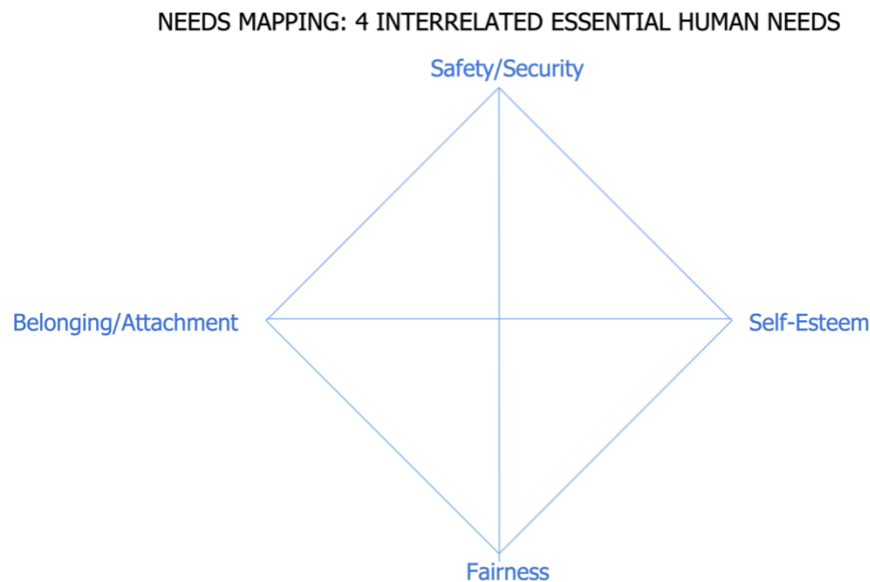 NEEDS MAPPING: 4 INTERRELATED ESSENTIAL HUMAN NEEDS
Safety/Security
Belonging/Attachment
Self-Esteem
Fairness